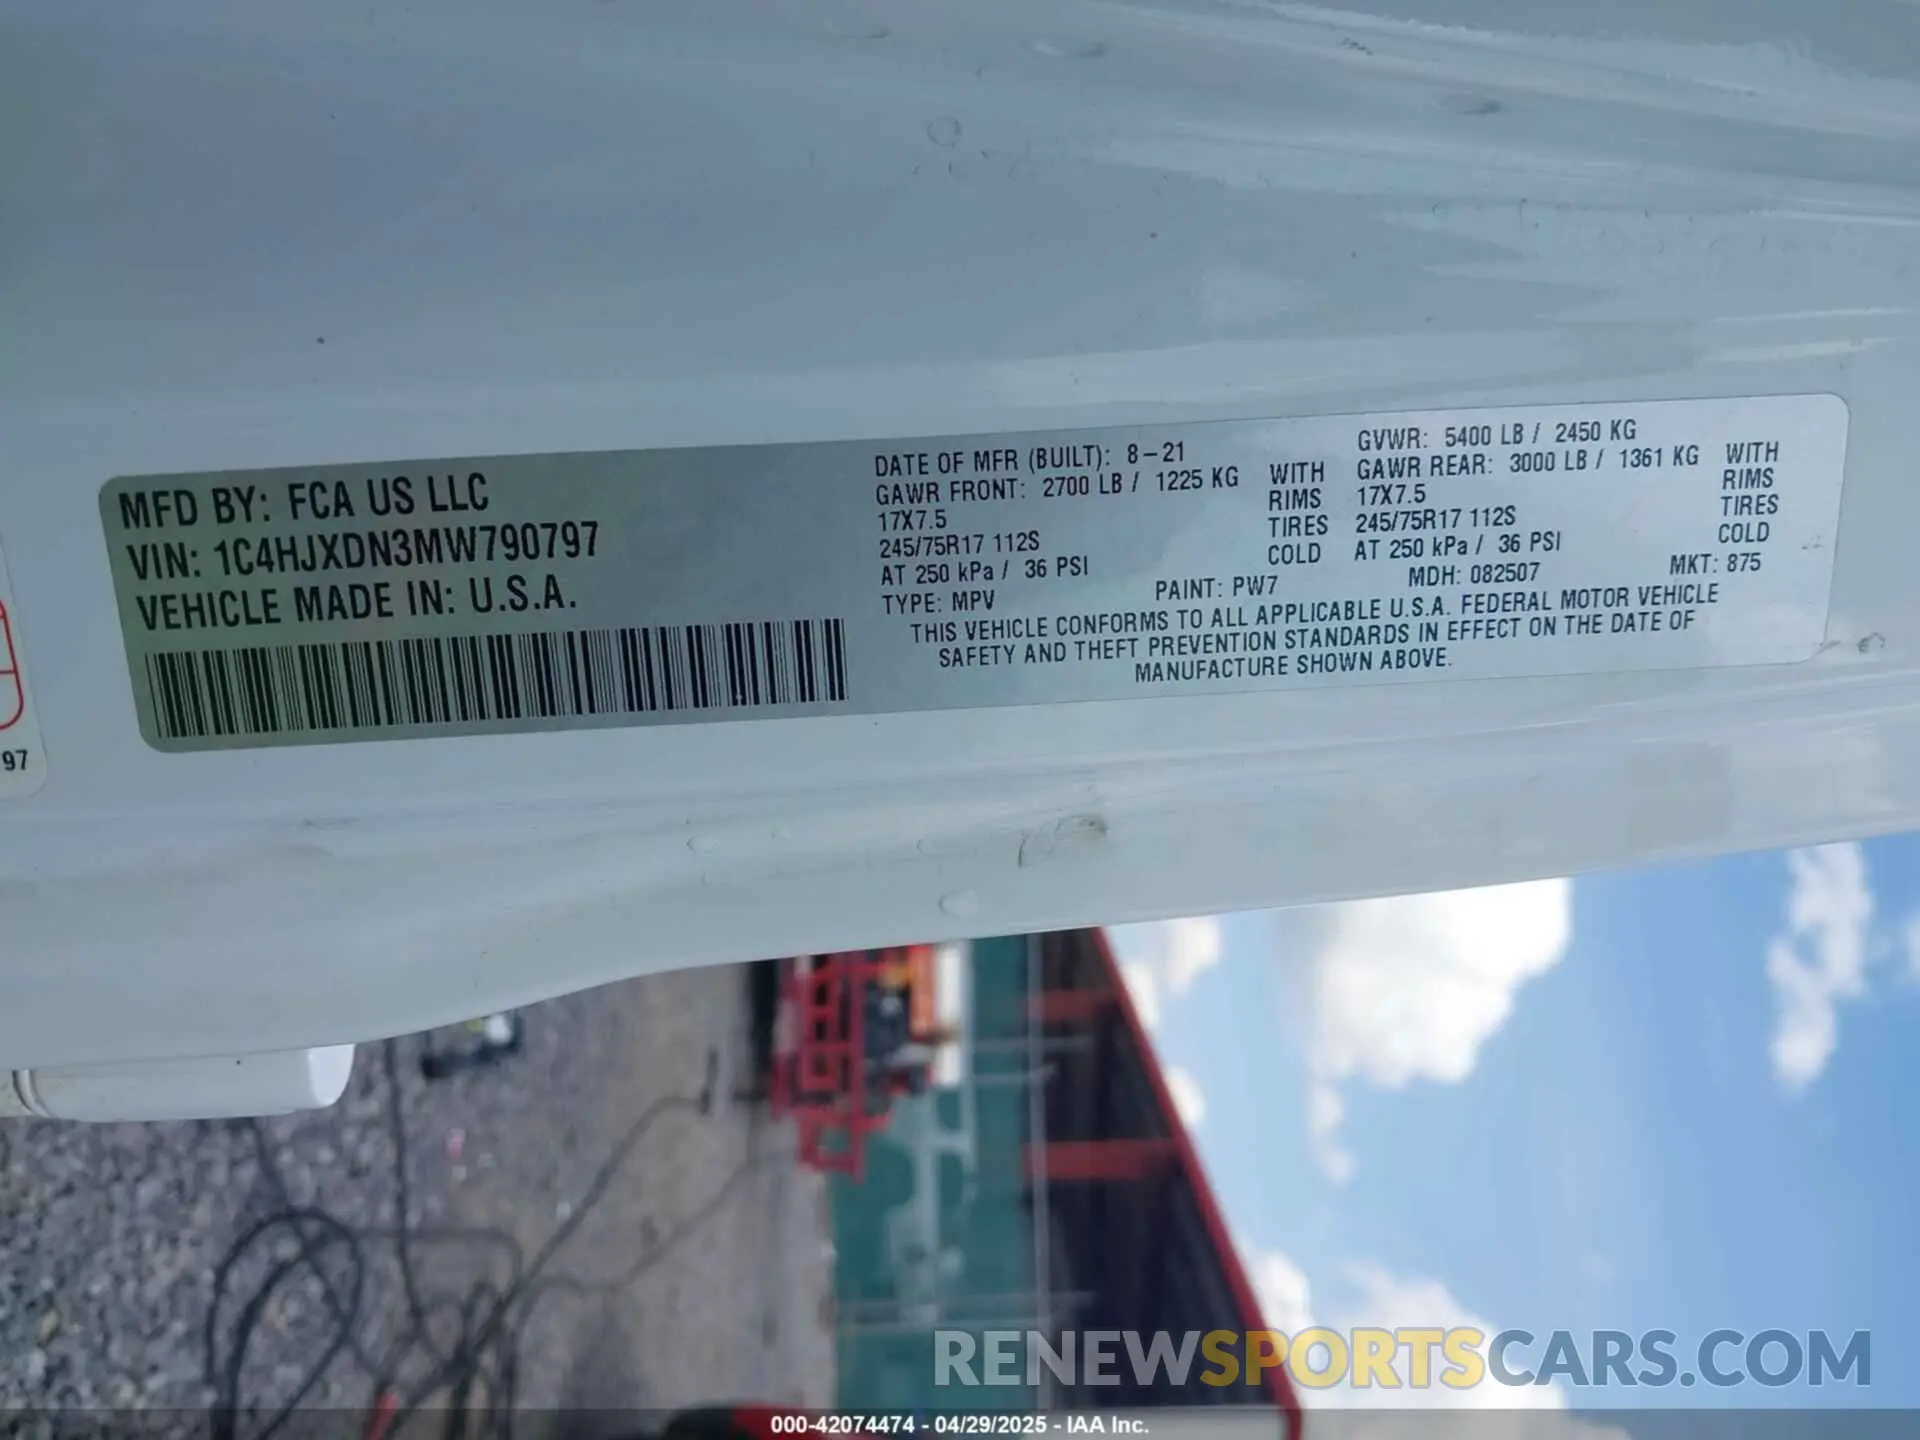 MFD BY: FCA US LLC
VIN: 1C4HJXDN3MW790797
VEHICLE MADE IN: U.S.A.
DATE OF MFR (BUILT): 8-21
GAWR FRONT: 2700 LB / 1225 KG WITH
17X7.5 RIMS
245/75R17 112S TIRES
AT 250 kPa / 36 PSI COLD
GVWR: 5400 LB / 2450 KG
GAWR REAR: 3000 LB / 1361 KG WITH
17X7.5 RIMS
245/75R17 112S TIRES
AT 250 kPa / 36 PSI COLD
TYPE: MPV PAINT: PW7 MDH: 082507 MKT: 875
THIS VEHICLE CONFORMS TO ALL APPLICABLE U.S.A. FEDERAL MOTOR VEHICLE
SAFETY AND THEFT PREVENTION STANDARDS IN EFFECT ON THE DATE OF
MANUFACTURE SHOWN ABOVE.
97
RENEWSPORTSCARS.COM
000-42074474 - 04/29/2025 - IAA Inc.